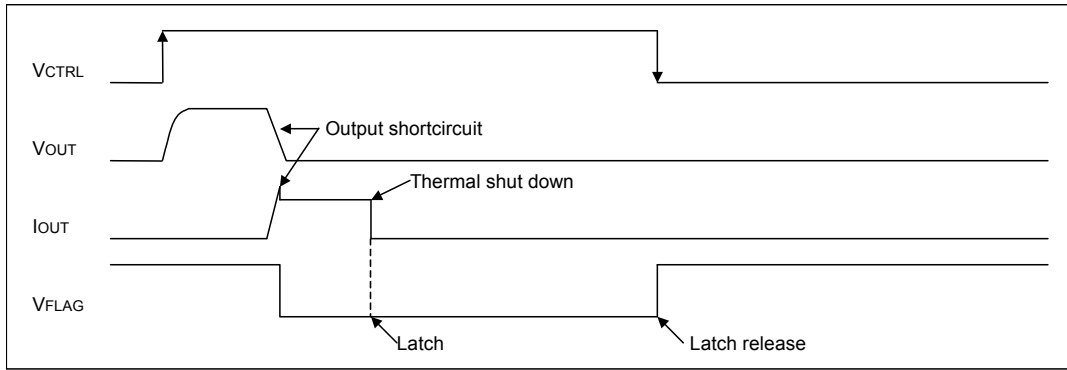 VCTRL
Output shortcircuit
VOUT
Thermal shut down
IOUT
VFLAG
Latch
Latch release